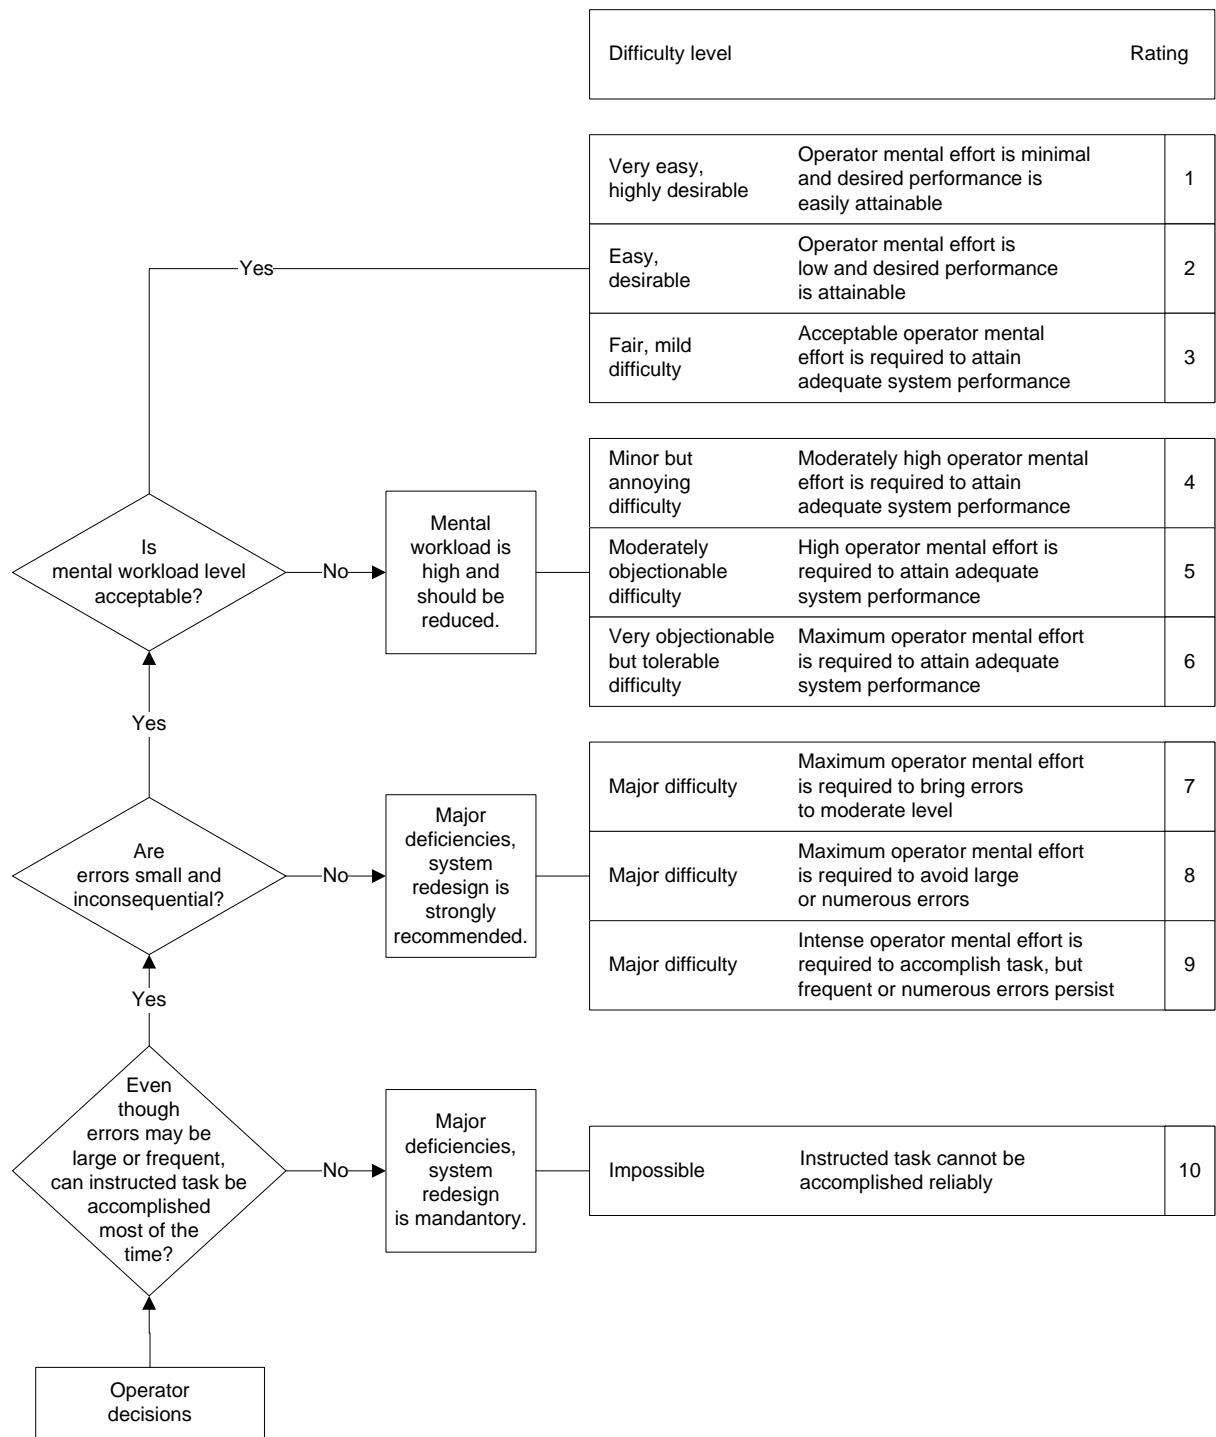 Difficulty level Rating
Very easy,
highly desirable
Operator mental effort is minimal
and desired performance is
easily attainable
1
Yes
Easy,
desirable
Operator mental effort is
low and desired performance
is attainable
2
Fair, mild
difficulty
Acceptable operator mental
effort is required to attain
adequate system performance
3
Is
mental workload level
acceptable?
No
Mental
workload is
high and
should be
reduced.
Minor but
annoying
difficulty
Moderately high operator mental
effort is required to attain
adequate system performance
4
Moderately
objectionable
difficulty
High operator mental effort is
required to attain adequate
system performance
5
Very objectionable
but tolerable
difficulty
Maximum operator mental effort
is required to attain adequate
system performance
6
Yes
Are
errors small and
inconsequential?
No
Major
deficiencies,
system
redesign is
strongly
recommended.
Major difficulty
Maximum operator mental effort
is required to bring errors
to moderate level
7
Major difficulty
Maximum operator mental effort
is required to avoid large
or numerous errors
8
Major difficulty
Intense operator mental effort is
required to accomplish task, but
frequent or numerous errors persist
9
Yes
Even
though
errors may be
large or frequent,
can instructed task be
accomplished
most of the
time?
No
Major
deficiencies,
system
redesign
is mandantory.
Impossible
Instructed task cannot be
accomplished reliably
10
Operator
decisions